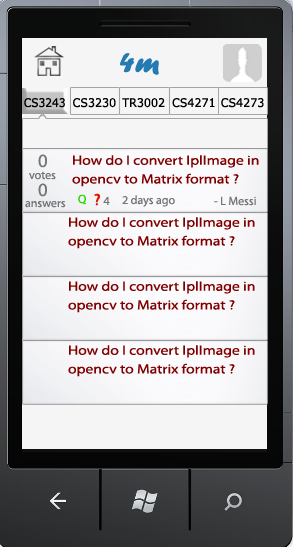 4m
CS3243 CS3230 TR3002 CS4271 CS4273
0
votes
0
answers
How do I convert IplImage in
opencv to Matrix format ?
Q ? 4 2 days ago - L Messi
How do I convert IplImage in
opencv to Matrix format ?
How do I convert IplImage in
opencv to Matrix format ?
How do I convert IplImage in
opencv to Matrix format ?